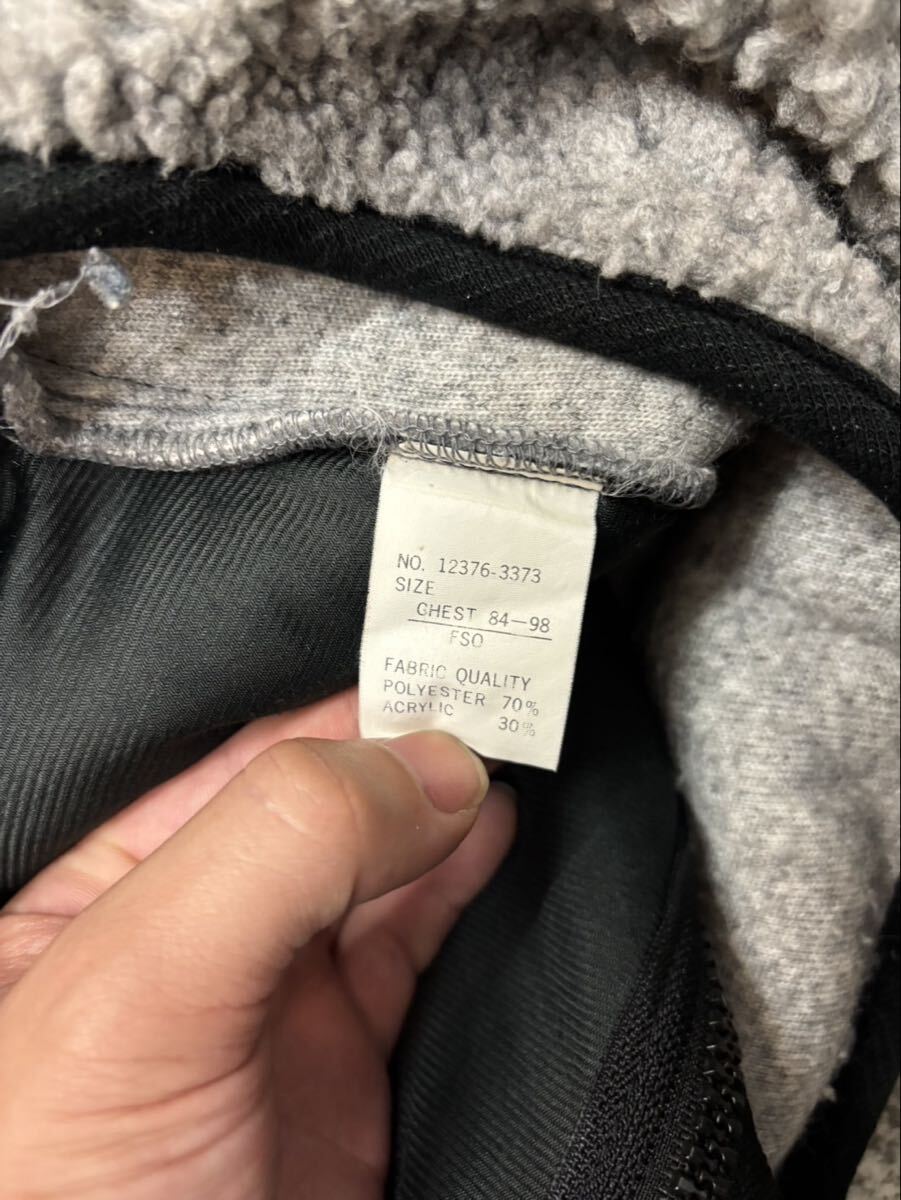 NO. 12376-3373
SIZE
CHEST 84—98
FSO
FABRIC QUALITY
POLYESTER 70%
ACRYLIC 30%